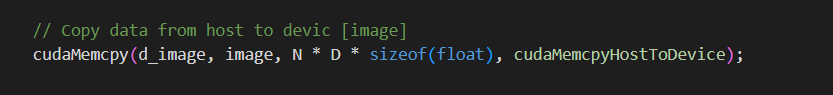 // Copy data from host to devic [image]
cudaMemcpy(d_image, image, N * D * sizeof(float), cudaMemcpyHostToDevice);